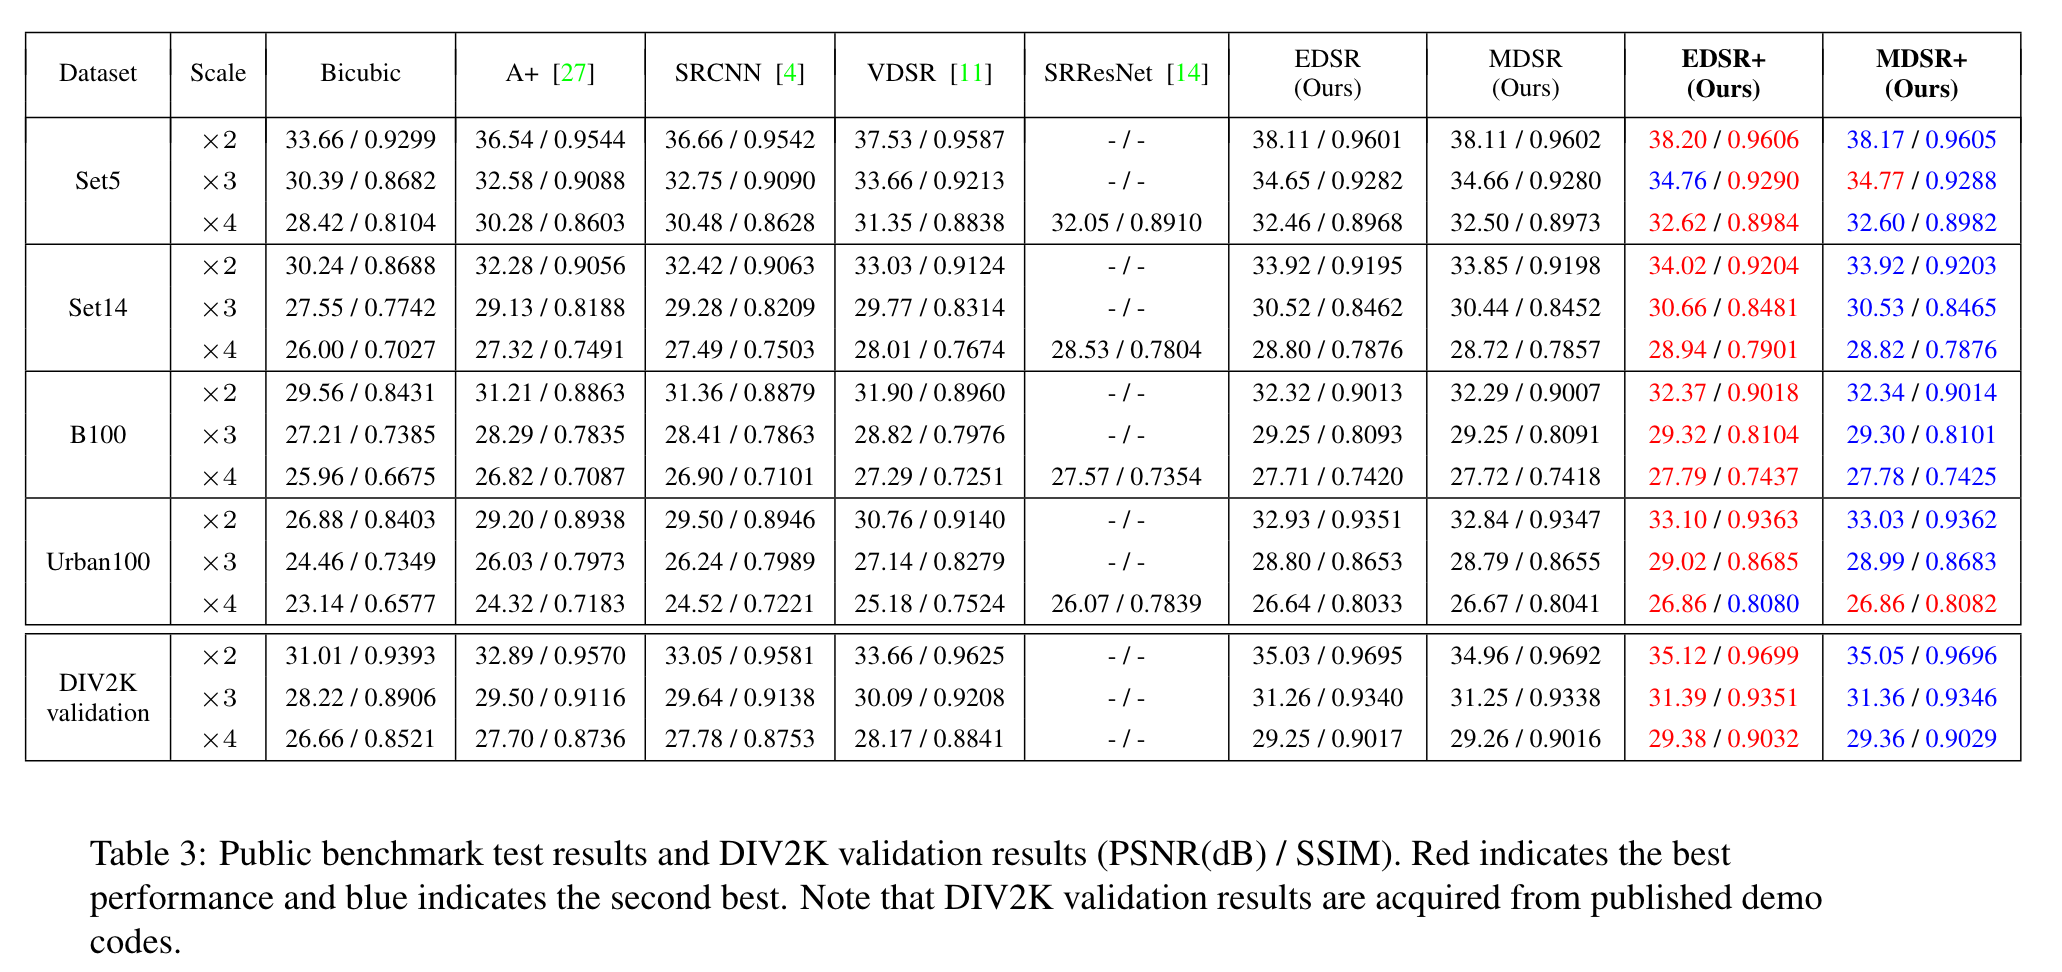 Dataset Scale Bicubic A+ [27] SRCNN [4] VDSR [11] SRResNet [14] EDSR (Ours) MDSR (Ours) EDSR+ (Ours) MDSR+ (Ours)
Set5
×2 33.66 / 0.9299 36.54 / 0.9544 36.66 / 0.9542 37.53 / 0.9587 - / - 38.11 / 0.9601 38.11 / 0.9602 38.20 / 0.9606 38.17 / 0.9605
×3 30.39 / 0.8682 32.58 / 0.9088 32.75 / 0.9090 33.66 / 0.9213 - / - 34.65 / 0.9282 34.66 / 0.9280 34.76 / 0.9290 34.77 / 0.9288
×4 28.42 / 0.8104 30.28 / 0.8603 30.48 / 0.8628 31.35 / 0.8838 32.05 / 0.8910 32.46 / 0.8968 32.50 / 0.8973 32.62 / 0.8984 32.60 / 0.8982
Set14
×2 30.24 / 0.8688 32.28 / 0.9056 32.42 / 0.9063 33.03 / 0.9124 - / - 33.92 / 0.9195 33.85 / 0.9198 34.02 / 0.9204 33.92 / 0.9203
×3 27.55 / 0.7742 29.13 / 0.8188 29.28 / 0.8209 29.77 / 0.8314 - / - 30.52 / 0.8462 30.44 / 0.8452 30.66 / 0.8481 30.53 / 0.8465
×4 26.00 / 0.7027 27.32 / 0.7491 27.49 / 0.7503 28.01 / 0.7674 28.53 / 0.7804 28.80 / 0.7876 28.72 / 0.7857 28.94 / 0.7901 28.82 / 0.7876
B100
×2 29.56 / 0.8431 31.21 / 0.8863 31.36 / 0.8879 31.90 / 0.8960 - / - 32.32 / 0.9013 32.29 / 0.9007 32.37 / 0.9018 32.34 / 0.9014
×3 27.21 / 0.7385 28.29 / 0.7835 28.41 / 0.7863 28.82 / 0.7976 - / - 29.25 / 0.8093 29.25 / 0.8091 29.32 / 0.8104 29.30 / 0.8101
×4 25.96 / 0.6675 26.82 / 0.7087 26.90 / 0.7101 27.29 / 0.7251 27.57 / 0.7354 27.71 / 0.7420 27.72 / 0.7418 27.79 / 0.7437 27.78 / 0.7425
Urban100
×2 26.88 / 0.8403 29.20 / 0.8938 29.50 / 0.8946 30.76 / 0.9140 - / - 32.93 / 0.9351 32.84 / 0.9347 33.10 / 0.9363 33.03 / 0.9362
×3 24.46 / 0.7349 26.03 / 0.7973 26.24 / 0.7989 27.14 / 0.8279 - / - 28.80 / 0.8653 28.79 / 0.8655 29.02 / 0.8685 28.99 / 0.8683
×4 23.14 / 0.6577 24.32 / 0.7183 24.52 / 0.7221 25.18 / 0.7524 26.07 / 0.7839 26.64 / 0.8033 26.67 / 0.8041 26.86 / 0.8080 26.86 / 0.8082
DIV2K
validation
×2 31.01 / 0.9393 32.89 / 0.9570 33.05 / 0.9581 33.66 / 0.9625 - / - 35.03 / 0.9695 34.96 / 0.9692 35.12 / 0.9699 35.05 / 0.9696
×3 28.22 / 0.8906 29.50 / 0.9116 29.64 / 0.9138 30.09 / 0.9208 - / - 31.26 / 0.9340 31.25 / 0.9338 31.39 / 0.9351 31.36 / 0.9346
×4 26.66 / 0.8521 27.70 / 0.8736 27.78 / 0.8753 28.17 / 0.8841 - / - 29.25 / 0.9017 29.26 / 0.9016 29.38 / 0.9032 29.36 / 0.9029
Table 3: Public benchmark test results and DIV2K validation results (PSNR(dB) / SSIM). Red indicates the best
performance and blue indicates the second best. Note that DIV2K validation results are acquired from published demo
codes.